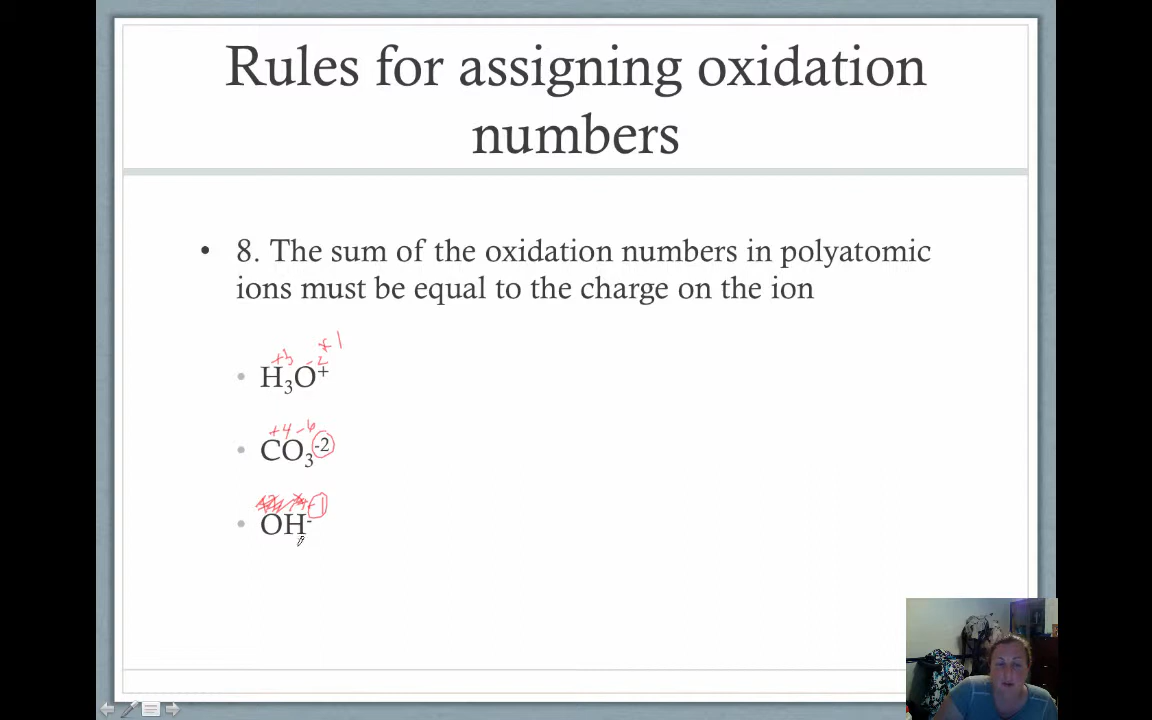 Rules for assigning oxidation
numbers
• 8. The sum of the oxidation numbers in polyatomic
ions must be equal to the charge on the ion
+3 -2 +1
• H₃O⁺
+4 -6
• CO₃⁻²
-1
• OH⁻